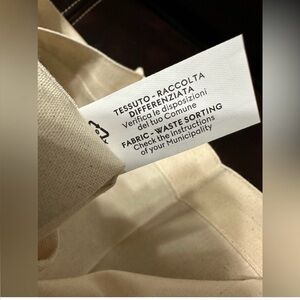 TESSUTO - RACCOLTA
DIFFERENZIATA
Verifica le disposizioni
del tuo Comune
FABRIC - WASTE SORTING
Check the instructions
of your Municipality